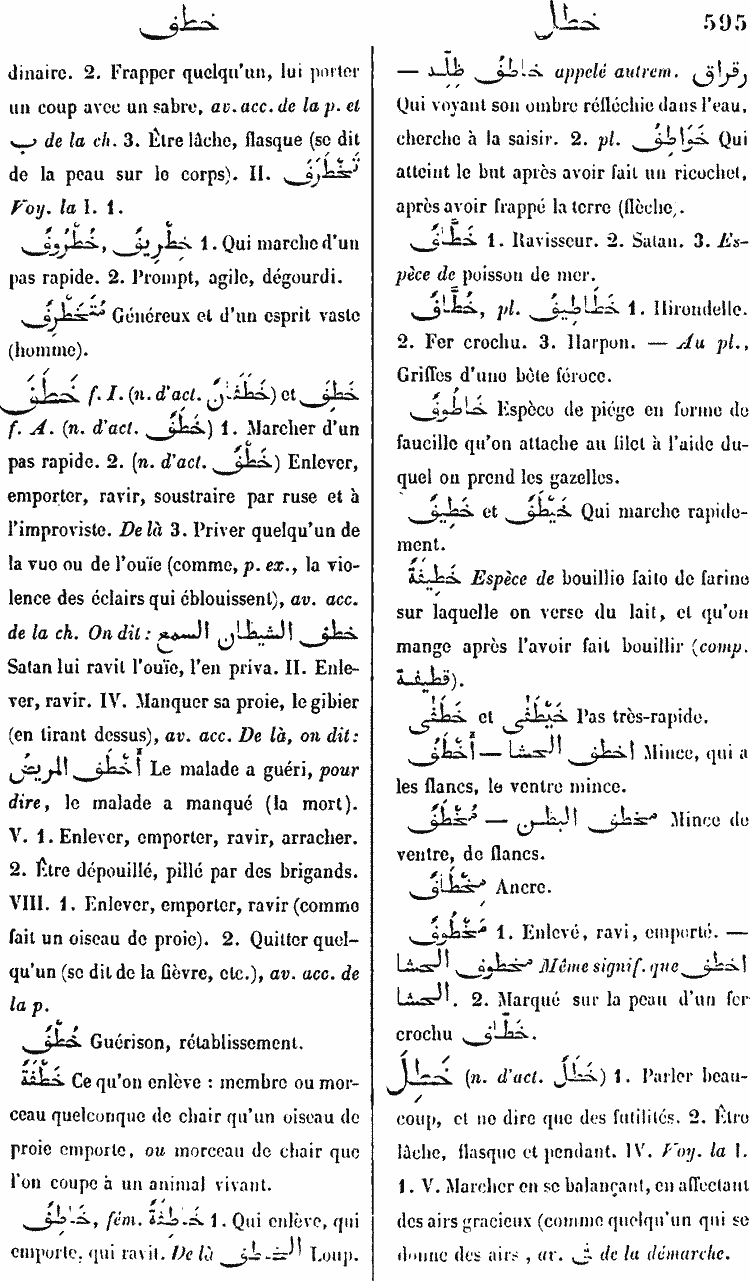 خطف
خطل
595
dinaire. 2. Frapper quelqu'un, lui porter
un coup avec un sabre, av. acc. de la p. et
ب de la ch. 3. Être lâche, flasque (se dit
de la peau sur le corps). II. تَخَطْرَفَ
Voy. la I. 1.
خِطْرِيفٌ, خُطْرُوفٌ 1. Qui marche d'un
pas rapide. 2. Prompt, agile, dégourdi.
مُتَخَطْرِفٌ Généreux et d'un esprit vaste
(homme).
خَطَفَ f. I. (n. d'act. خَطَفَانٌ) et خَطِفَ
f. A. (n. d'act. خَطْفٌ) 1. Marcher d'un
pas rapide. 2. (n. d'act. خَطْفٌ) Enlever,
emporter, ravir, soustraire par ruse et à
l'improviste. De là 3. Priver quelqu'un de
la vue ou de l'ouïe (comme, p. ex., la vio-
lence des éclairs qui éblouissent), av. acc.
de la ch. On dit : خطف الشيطان السمع
Satan lui ravit l'ouïe, l'en priva. II. Enle-
ver, ravir. IV. Manquer sa proie, le gibier
(en tirant dessus), av. acc. De là, on dit:
أَخْطَفَ المريضُ Le malade a guéri, pour
dire, le malade a manqué (la mort).
V. 1. Enlever, emporter, ravir, arracher.
2. Être dépouillé, pillé par des brigands.
VIII. 1. Enlever, emporter, ravir (comme
fait un oiseau de proie). 2. Quitter quel-
qu'un (se dit de la fièvre, etc.), av. acc. de
la p.
خُطْفٌ Guérison, rétablissement.
خَطْفَةٌ Ce qu'on enlève : membre ou mor-
ceau quelconque de chair qu'un oiseau de
proie emporte, ou morceau de chair que
l'on coupe à un animal vivant.
خَاطِفٌ, fém. خَاطِفَةٌ 1. Qui enlève, qui
emporte, qui ravit. De là الخَاطِفُ Loup.
— خَاطِفُ ظِلِّهِ appelé autrem. رقراق
Qui voyant son ombre réfléchie dans l'eau,
cherche à la saisir. 2. pl. خَوَاطِفُ Qui
atteint le but après avoir fait un ricochet,
après avoir frappé la terre (flèche).
خَطَّافٌ 1. Ravisseur. 2. Satan. 3. Es-
pèce de poisson de mer.
خُطَّافٌ, pl. خَطَاطِيفُ 1. Hirondelle.
2. Fer crochu. 3. Harpon. — Au pl.,
Griffes d'une bête féroce.
خَاطُوفٌ Espèce de piége en forme de
faucille qu'on attache au filet à l'aide du-
quel on prend les gazelles.
خَطِيفٌ et خَيْطَفٌ Qui marche rapide-
ment.
خَطِيفَةٌ Espèce de bouillie faite de farine
sur laquelle on verse du lait, et qu'on
mange après l'avoir fait bouillir (comp.
قطيفة).
خَطَفَى et خَيْطَفَى Pas très-rapide.
أَخْطَفُ — اخطف الحشا Mince, qui a
les flancs, le ventre mince.
مُخْطَفٌ — مخطف البطن Mince de
ventre, de flancs.
مِخْطَافٌ Ancre.
مَخْطُوفٌ 1. Enlevé, ravi, emporté. —
مخطوف الحشا Même signif. que اخطف
الحشا. 2. Marqué sur la peau d'un fer
crochu خَطَّاف.
خَطِلَ (n. d'act. خَطَلٌ) 1. Parler beau-
coup, et ne dire que des futilités. 2. Être
lâche, flasque et pendant. IV. Voy. la I.
1. V. Marcher en se balançant, en affectant
des airs gracieux (comme quelqu'un qui se
donne des airs, av. في de la démarche.